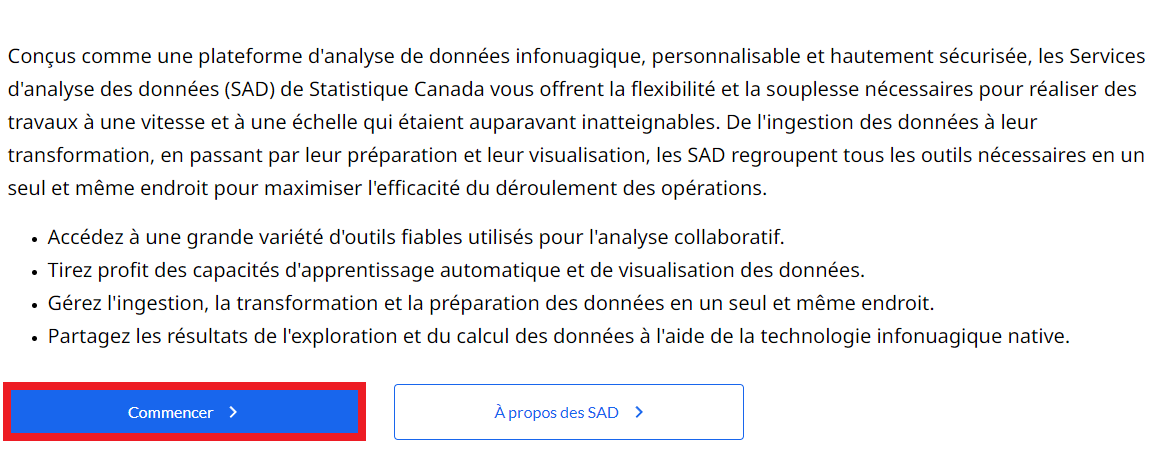 Conçus comme une plateforme d'analyse de données infonuagique, personnalisable et hautement sécurisée, les Services
d'analyse des données (SAD) de Statistique Canada vous offrent la flexibilité et la souplesse nécessaires pour réaliser des
travaux à une vitesse et à une échelle qui étaient auparavant inatteignables. De l'ingestion des données à leur
transformation, en passant par leur préparation et leur visualisation, les SAD regroupent tous les outils nécessaires en un
seul et même endroit pour maximiser l'efficacité du déroulement des opérations.
• Accédez à une grande variété d'outils fiables utilisés pour l'analyse collaboratif.
• Tirez profit des capacités d'apprentissage automatique et de visualisation des données.
• Gérez l'ingestion, la transformation et la préparation des données en un seul et même endroit.
• Partagez les résultats de l'exploration et du calcul des données à l'aide de la technologie infonuagique native.
Commencer
À propos des SAD